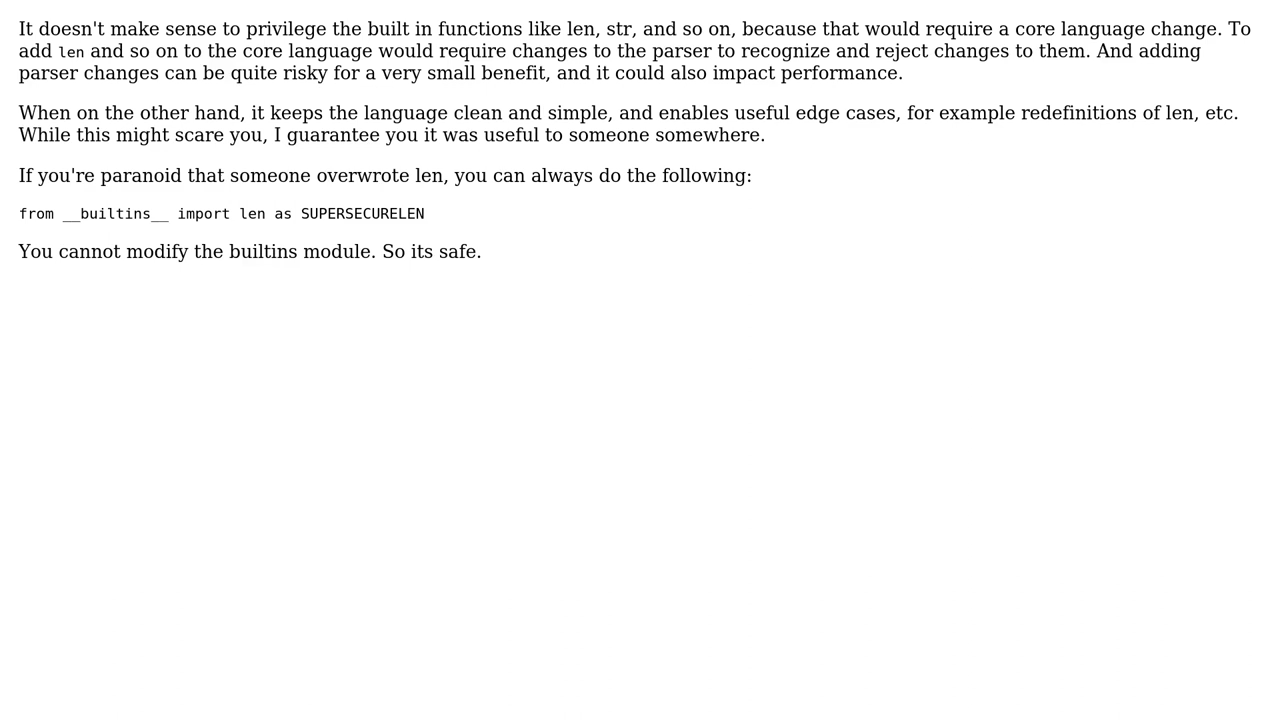 It doesn't make sense to privilege the built in functions like len, str, and so on, because that would require a core language change. To
add len and so on to the core language would require changes to the parser to recognize and reject changes to them. And adding
parser changes can be quite risky for a very small benefit, and it could also impact performance.
When on the other hand, it keeps the language clean and simple, and enables useful edge cases, for example redefinitions of len, etc.
While this might scare you, I guarantee you it was useful to someone somewhere.
If you're paranoid that someone overwrote len, you can always do the following:
from __builtins__ import len as SUPERSECURELEN
You cannot modify the builtins module. So its safe.